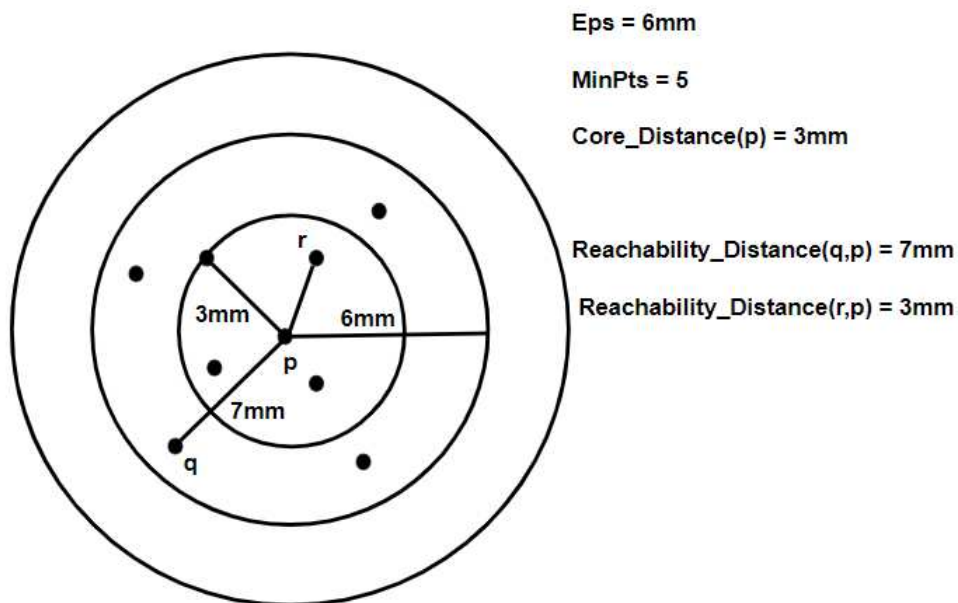 Eps = 6mm
MinPts = 5
Core_Distance(p) = 3mm
Reachability_Distance(q,p) = 7mm
Reachability_Distance(r,p) = 3mm
r
3mm
6mm
p
7mm
q